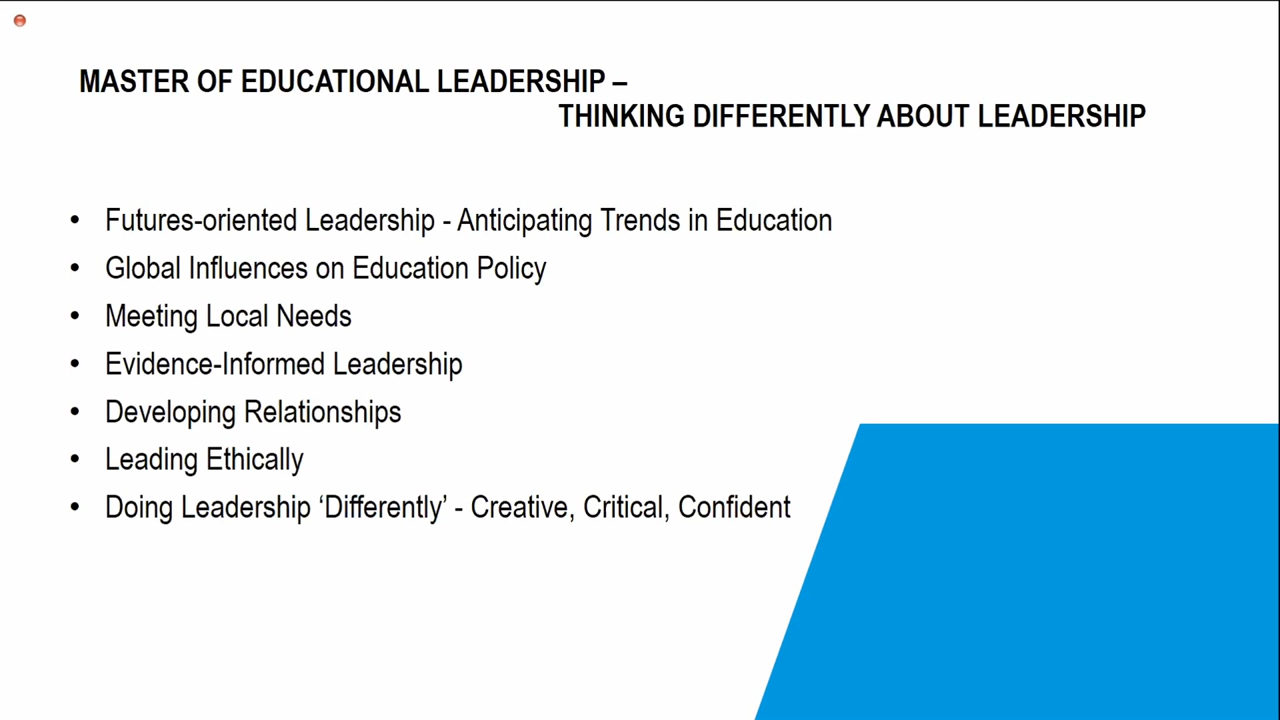 MASTER OF EDUCATIONAL LEADERSHIP –
THINKING DIFFERENTLY ABOUT LEADERSHIP
• Futures-oriented Leadership - Anticipating Trends in Education
• Global Influences on Education Policy
• Meeting Local Needs
• Evidence-Informed Leadership
• Developing Relationships
• Leading Ethically
• Doing Leadership ‘Differently’ - Creative, Critical, Confident